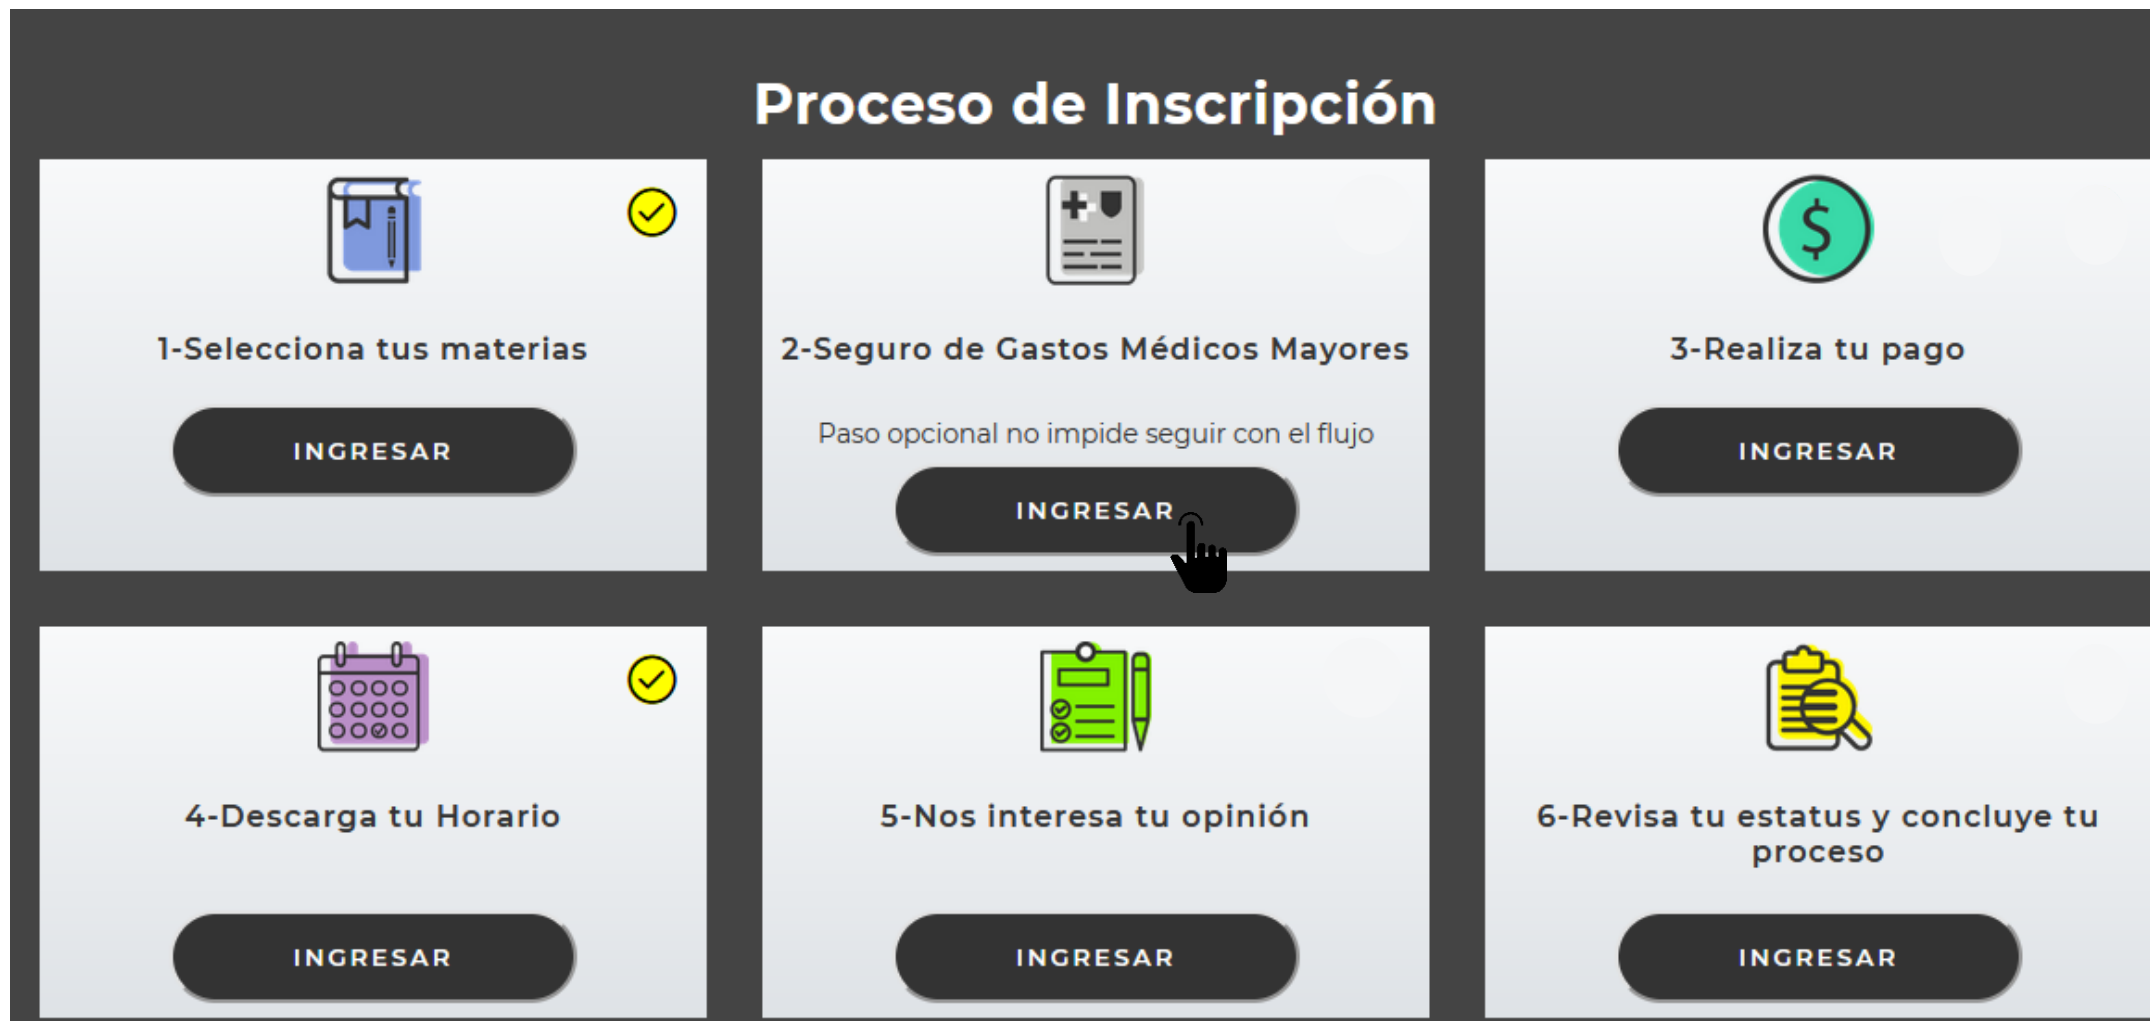 Proceso de Inscripción
1-Selecciona tus materias
INGRESAR
2-Seguro de Gastos Médicos Mayores
Paso opcional no impide seguir con el flujo
INGRESAR
$
3-Realiza tu pago
INGRESAR
4-Descarga tu Horario
INGRESAR
5-Nos interesa tu opinión
INGRESAR
6-Revisa tu estatus y concluye tu
proceso
INGRESAR